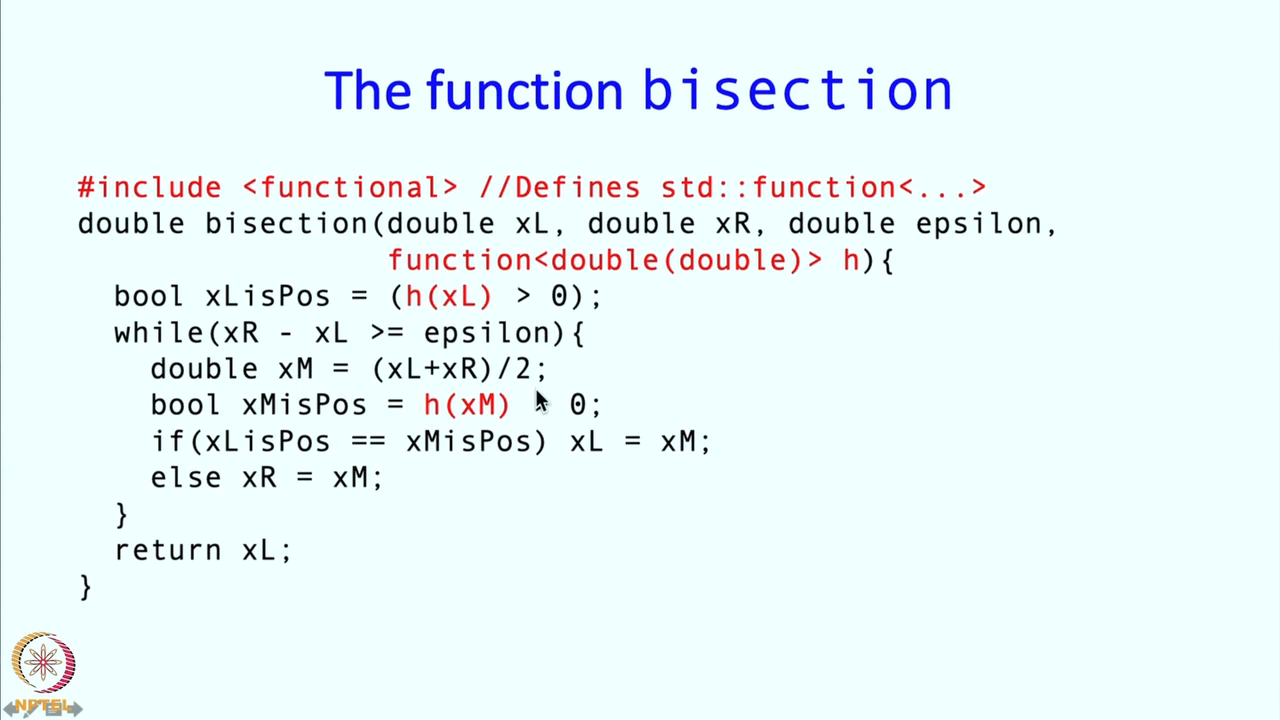 The function bisection
#include <functional> //Defines std::function<...>
double bisection(double xL, double xR, double epsilon,
function<double(double)> h){
bool xLisPos = (h(xL) > 0);
while(xR - xL >= epsilon){
double xM = (xL+xR)/2;
bool xMisPos = h(xM) 0;
if(xLisPos == xMisPos) xL = xM;
else xR = xM;
}
return xL;
}
NPTEL